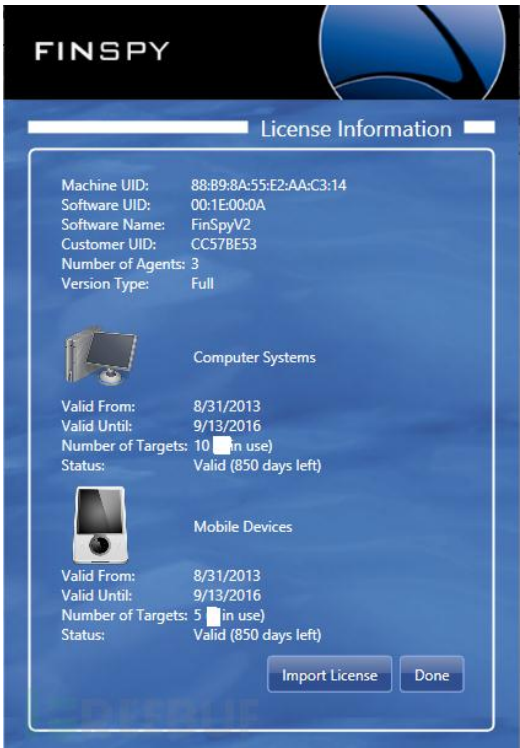 FINSPY
License Information
Machine UID: 88:B9:8A:55:E2:AA:C3:14
Software UID: 00:1E:00:0A
Software Name: FinSpyV2
Customer UID: CC57BE53
Number of Agents: 3
Version Type: Full
Computer Systems
Valid From: 8/31/2013
Valid Until: 9/13/2016
Number of Targets: 10 in use)
Status: Valid (850 days left)
Mobile Devices
Valid From: 8/31/2013
Valid Until: 9/13/2016
Number of Targets: 5 ( in use)
Status: Valid (850 days left)
Import License Done